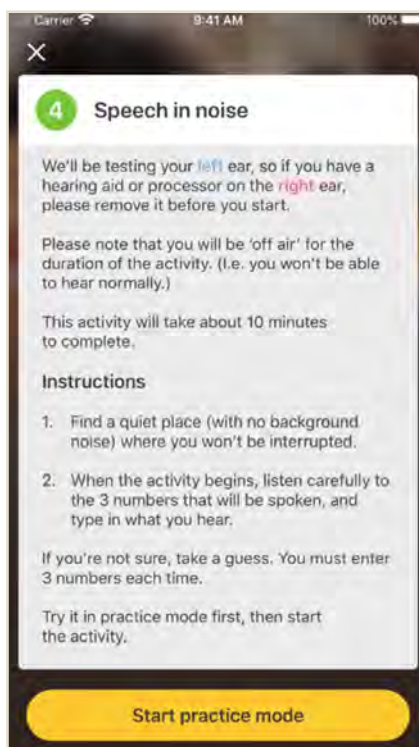 Carrier 9:41 AM 100%
4 Speech in noise
We'll be testing your left ear, so if you have a
hearing aid or processor on the right ear,
please remove it before you start.
Please note that you will be 'off air' for the
duration of the activity. (I.e. you won't be able
to hear normally.)
This activity will take about 10 minutes
to complete.
Instructions
1. Find a quiet place (with no background
noise) where you won't be interrupted.
2. When the activity begins, listen carefully to
the 3 numbers that will be spoken, and
type in what you hear.
If you're not sure, take a guess. You must enter
3 numbers each time.
Try it in practice mode first, then start
the activity.
Start practice mode